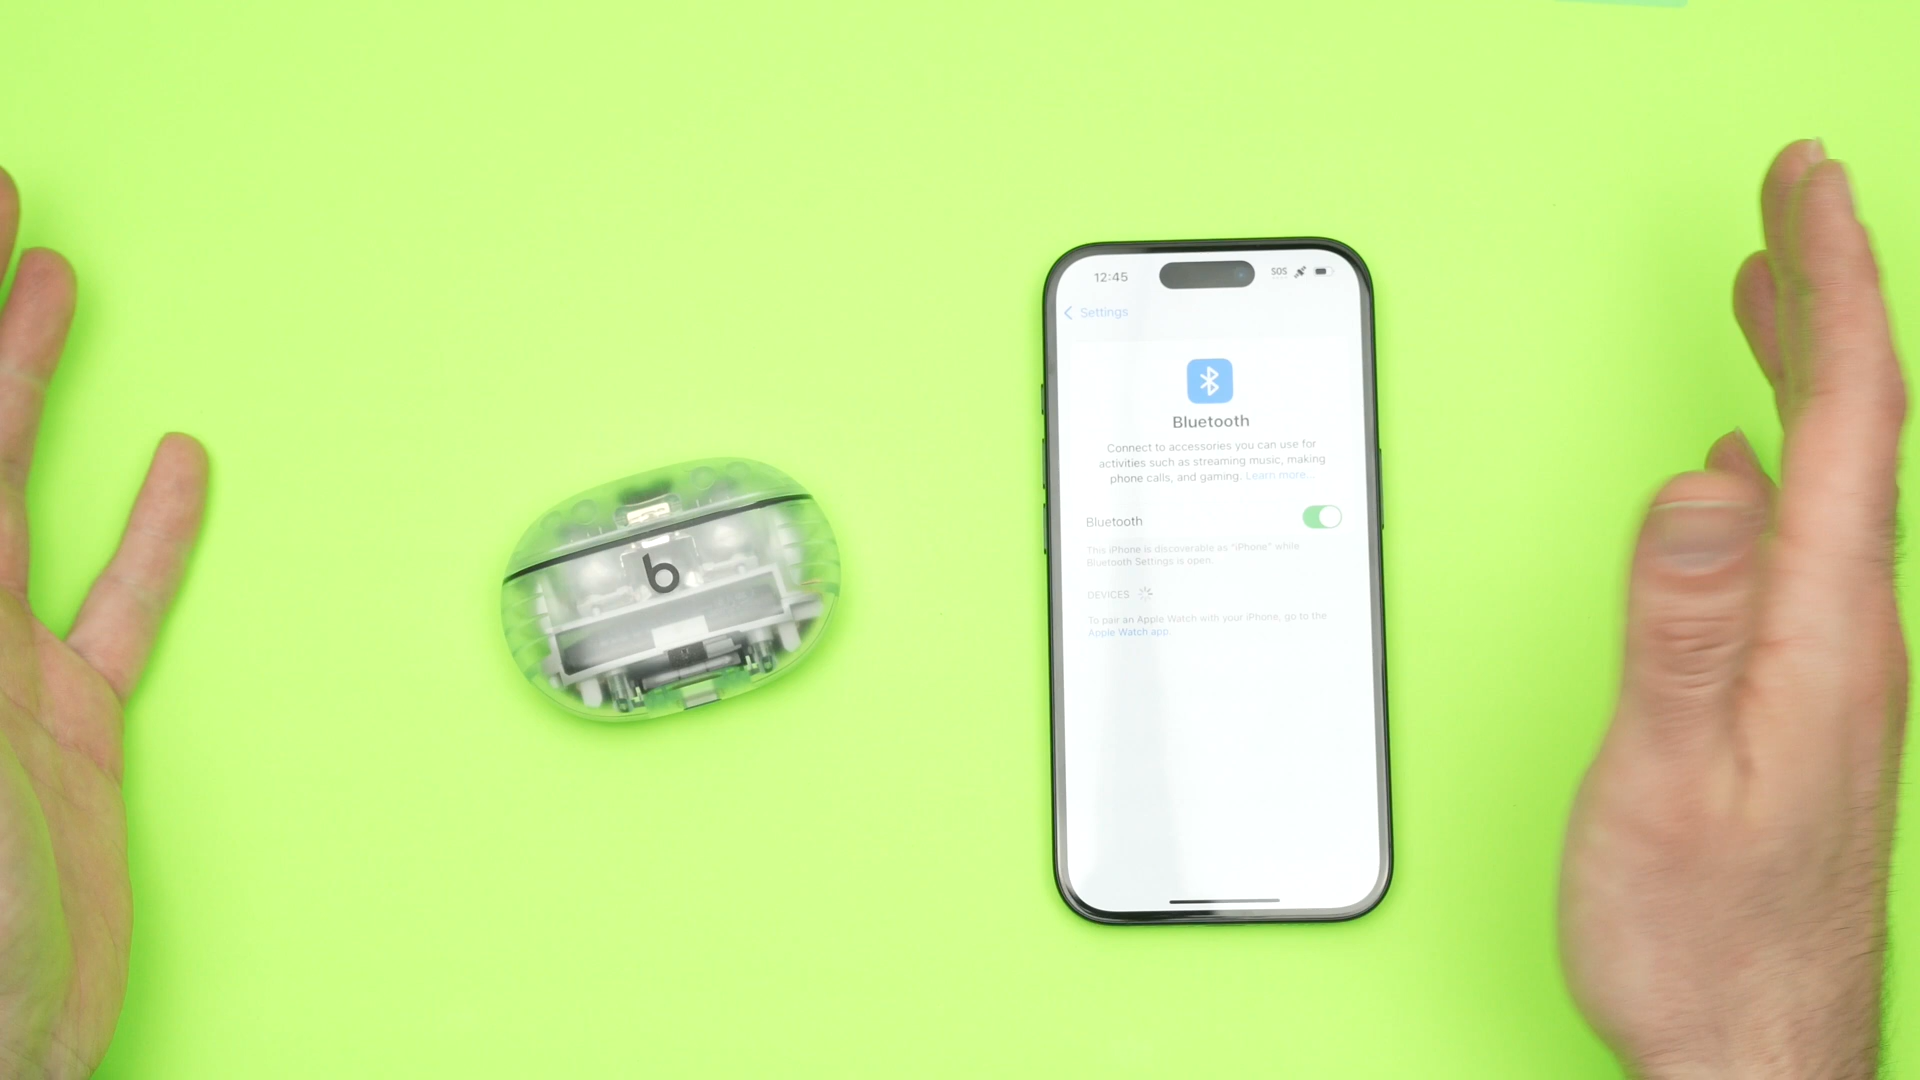 12:45
SOS
Settings
Bluetooth
Connect to accessories you can use for
activities such as streaming music, making
phone calls, and gaming. Learn more...
Bluetooth
This iPhone is discoverable as "iPhone" while
Bluetooth Settings is open.
DEVICES
To pair an Apple Watch with your iPhone, go to the
Apple Watch app.
b